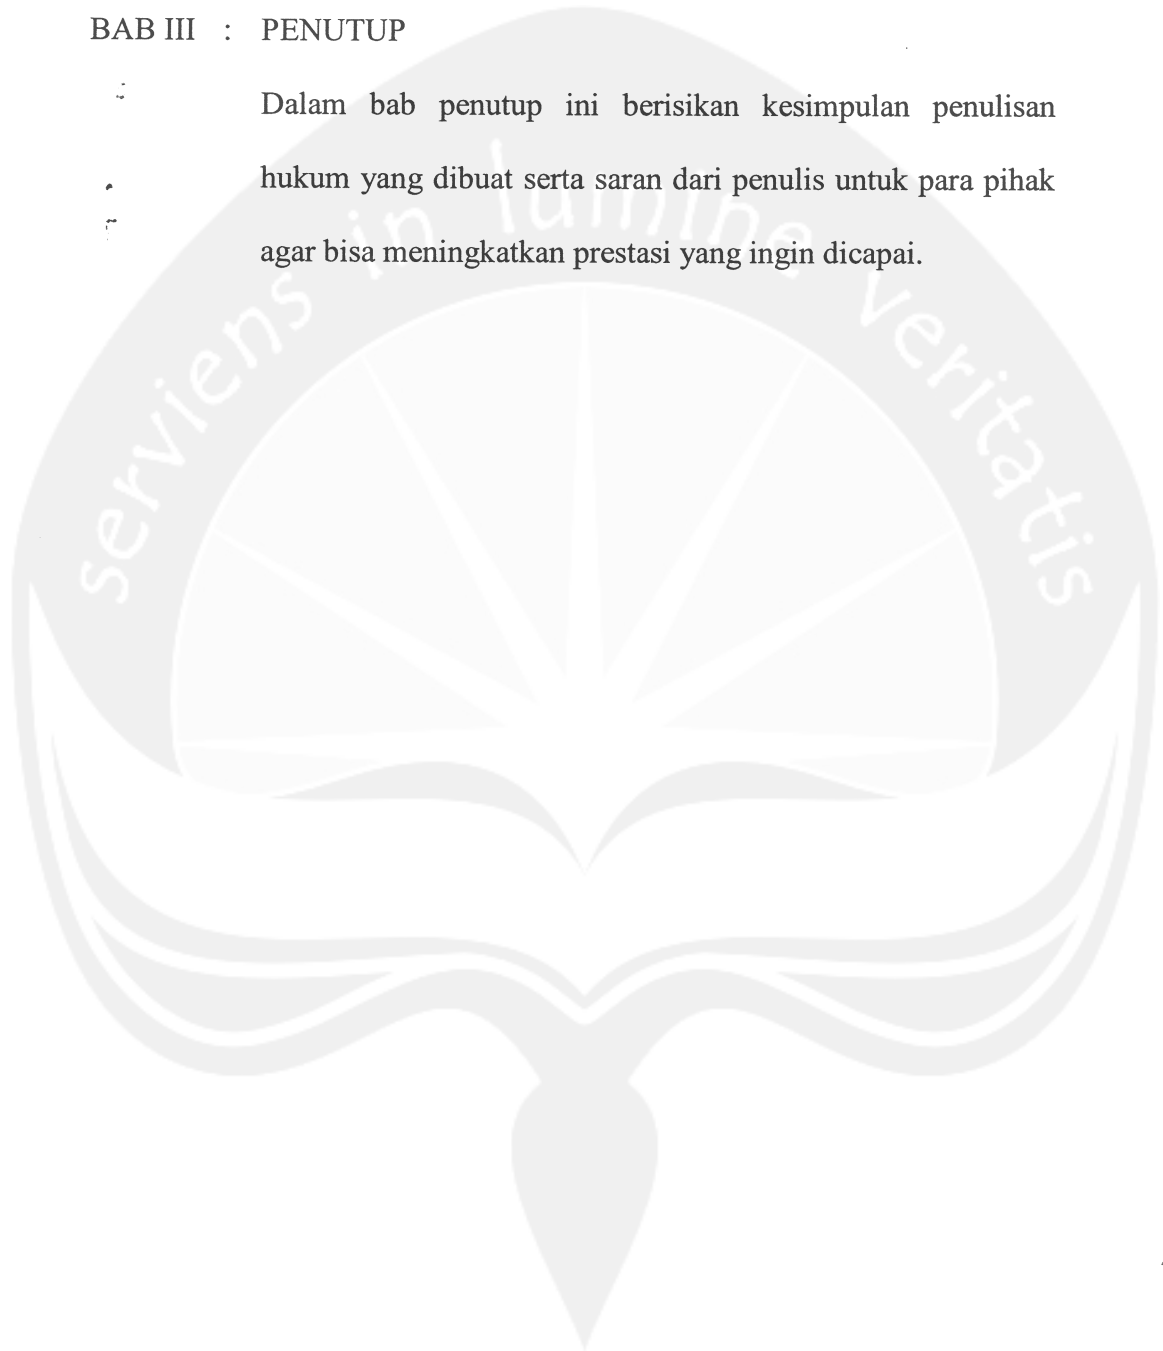 BAB III : PENUTUP
Dalam bab penutup ini berisikan kesimpulan penulisan
hukum yang dibuat serta saran dari penulis untuk para pihak
agar bisa meningkatkan prestasi yang ingin dicapai.
serviens in lumine veritatis